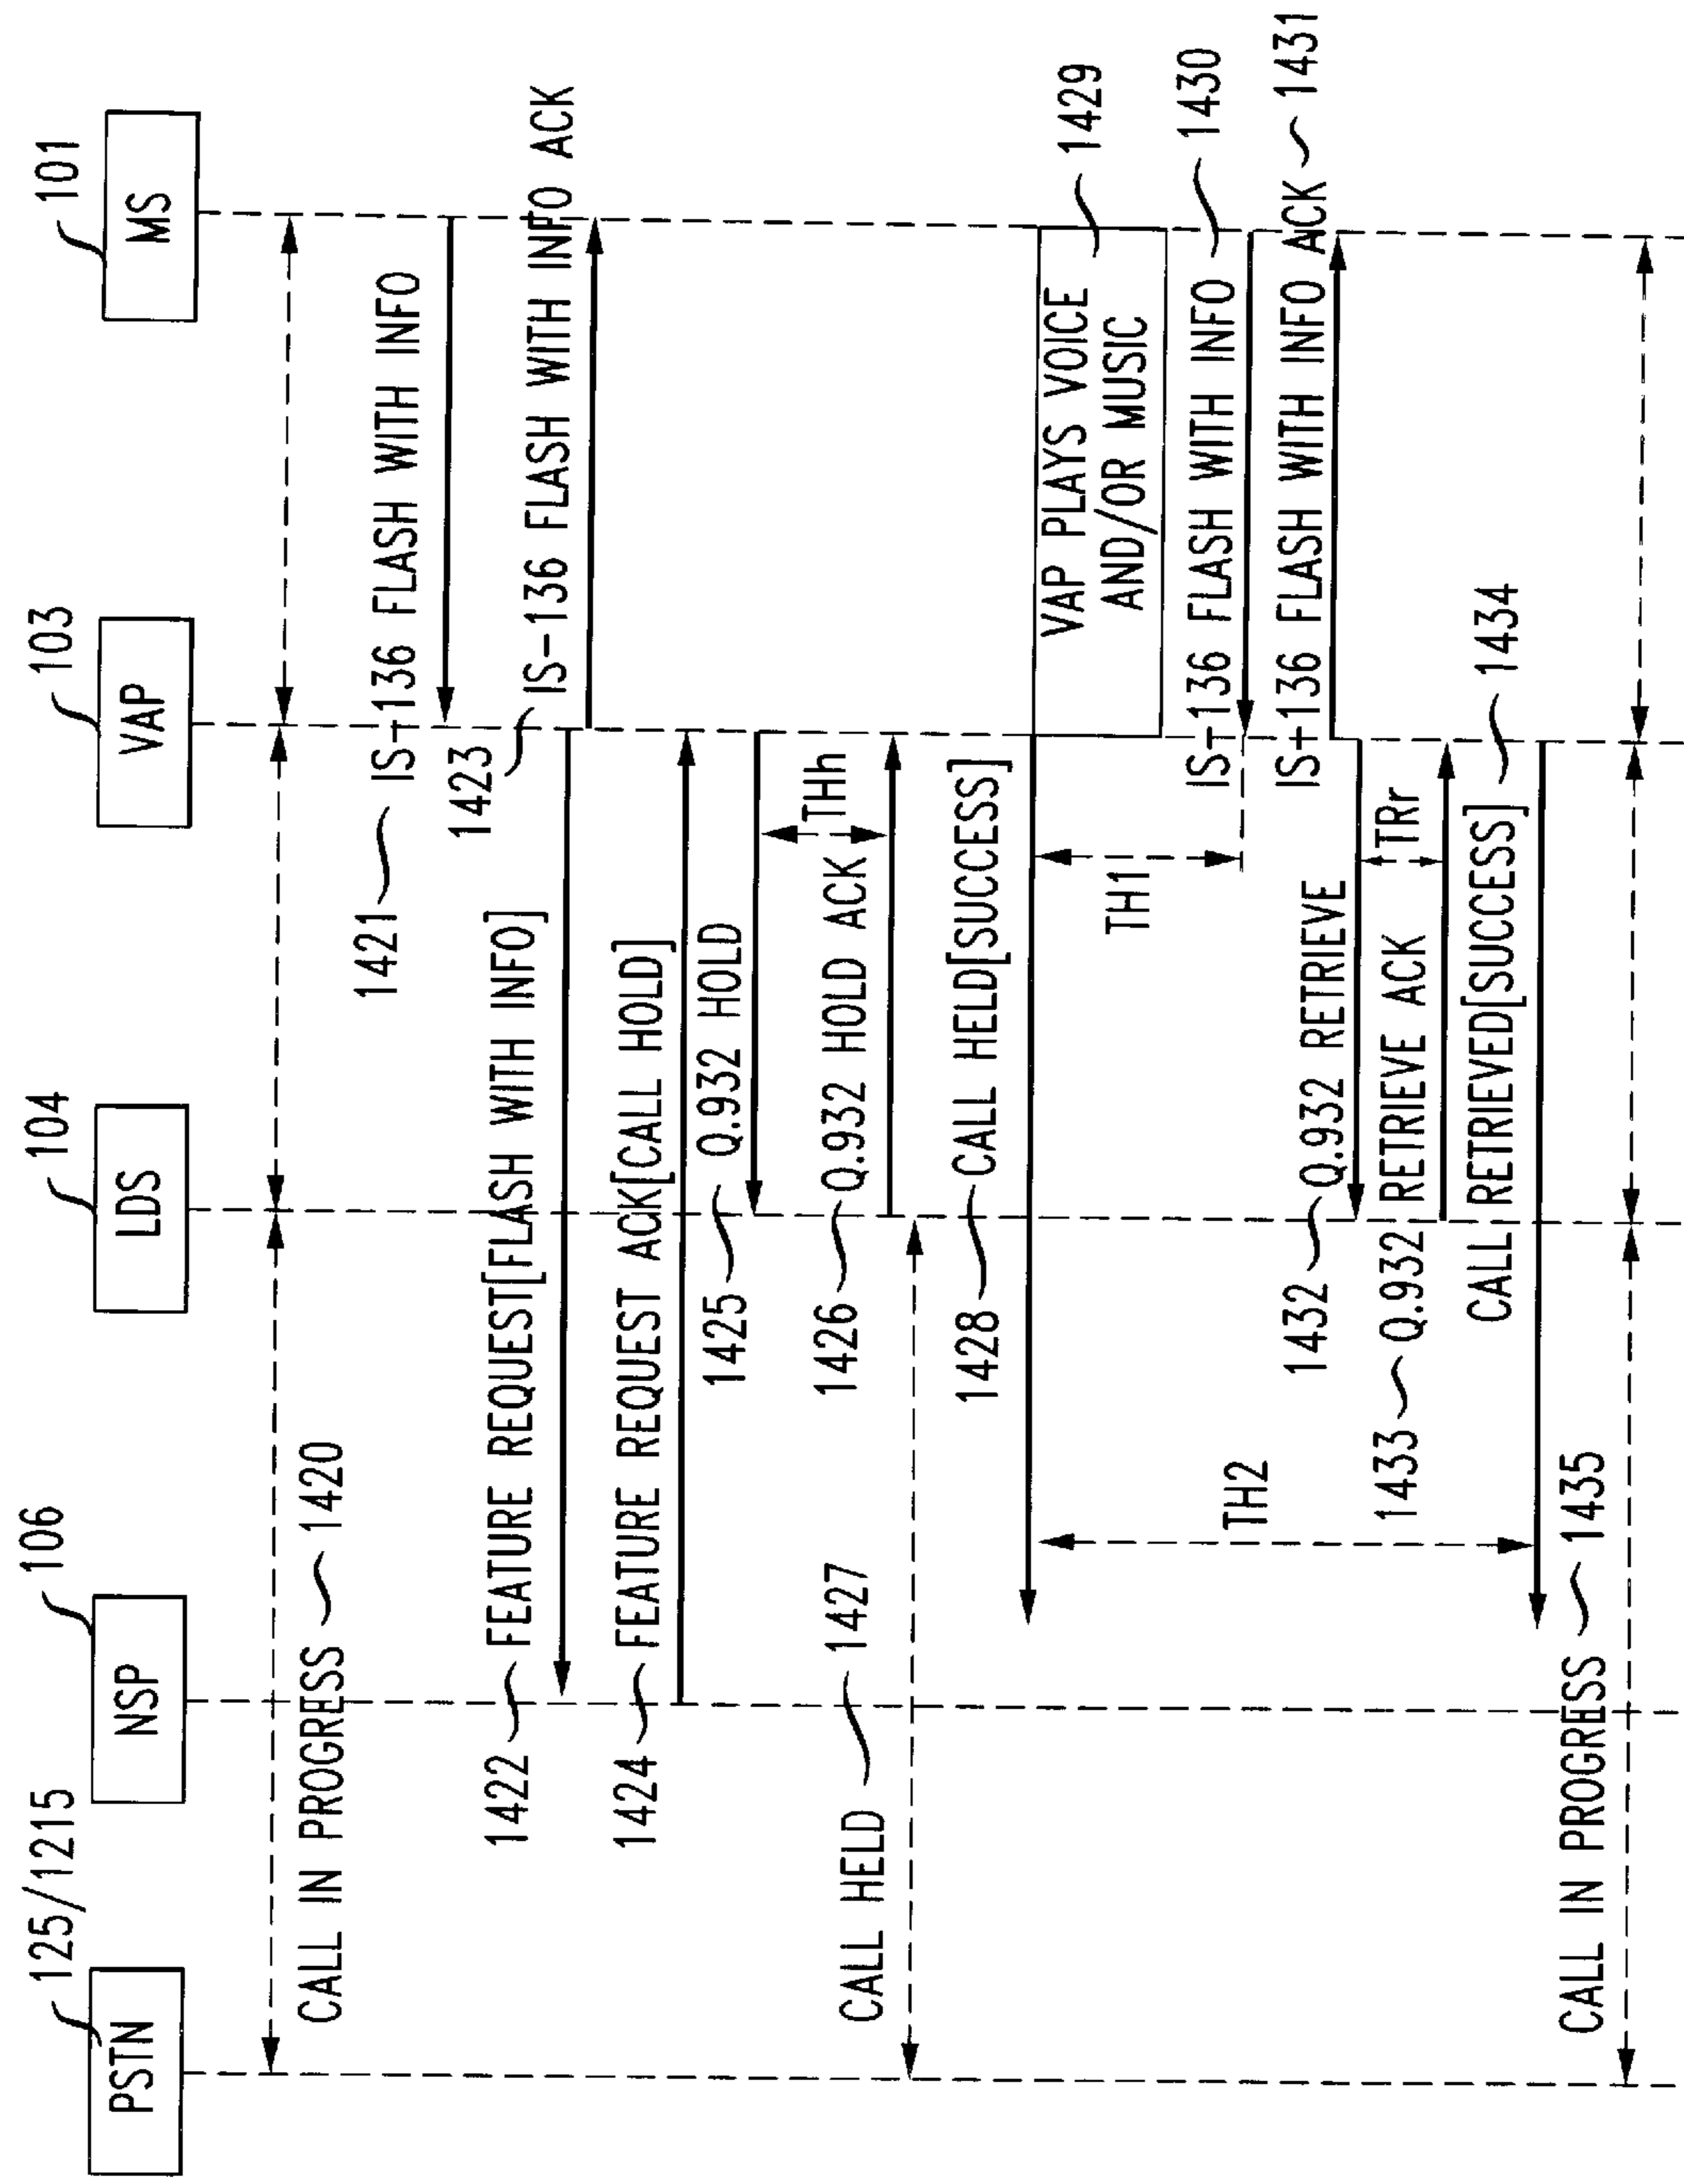 125/1215
PSTN
106
NSP
104
LDS
103
VAP
101
MS
CALL IN PROGRESS 1420
1421 IS-136 FLASH WITH INFO
1422 FEATURE REQUEST[FLASH WITH INFO]
1423 IS-136 FLASH WITH INFO ACK
1424 FEATURE REQUEST ACK[CALL HOLD]
1425 Q.932 HOLD
THh
1426 Q.932 HOLD ACK
CALL HELD 1427
1428 CALL HELD[SUCCESS]
VAP PLAYS VOICE
AND/OR MUSIC
1429
TH1
IS-136 FLASH WITH INFO 1430
IS-136 FLASH WITH INFO ACK 1431
TH2
1432 Q.932 RETRIEVE
TRr
1433 Q.932 RETRIEVE ACK
CALL RETRIEVED[SUCCESS] 1434
CALL IN PROGRESS 1435